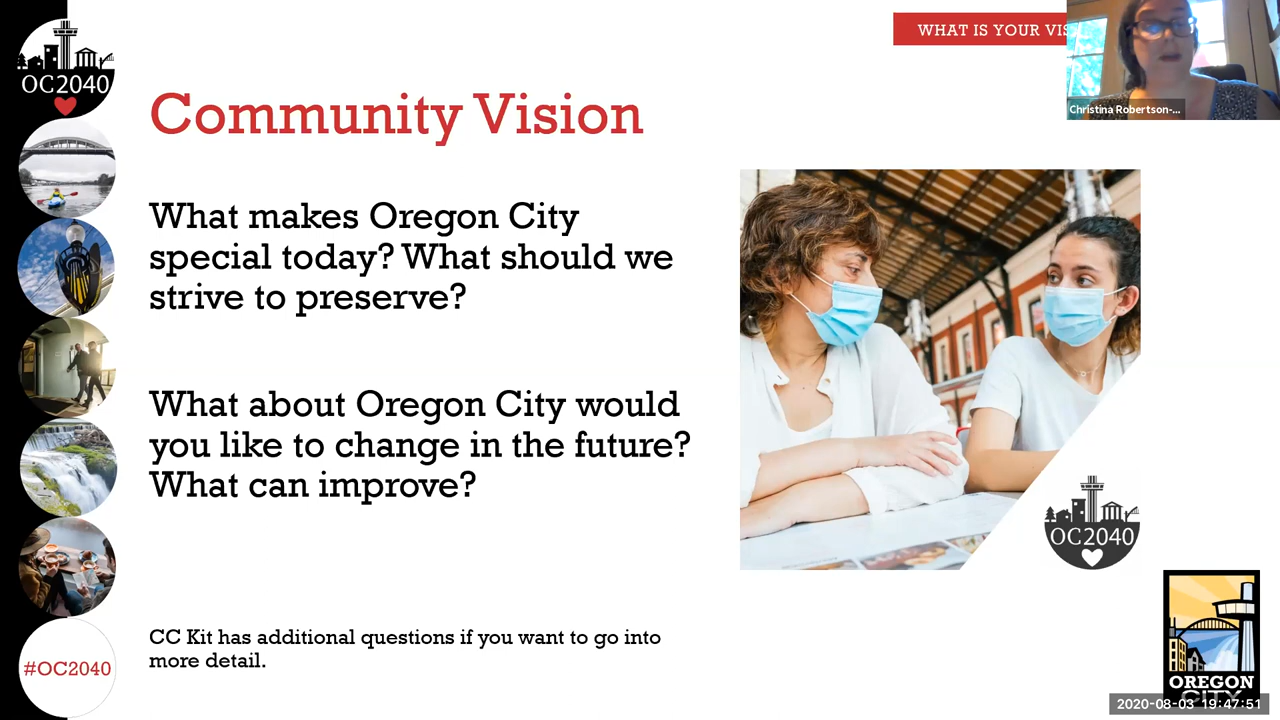 WHAT IS YOUR VIS
Christina Robertson-...
OC2040
Community Vision
What makes Oregon City
special today? What should we
strive to preserve?
What about Oregon City would
you like to change in the future?
What can improve?
OC2040
CC Kit has additional questions if you want to go into
more detail.
#OC2040
OREGON
CITY
2020-08-03 19:47:51